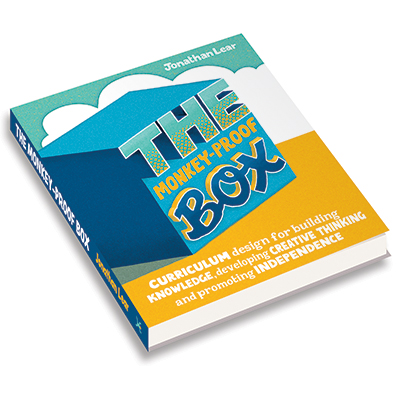 Jonathan Lear
THE
MONKEY-PROOF
BOX
CURRICULUM design for building
KNOWLEDGE, developing CREATIVE THINKING
and promoting INDEPENDENCE
THE MONKEY-PROOF BOX
Jonathan Lear